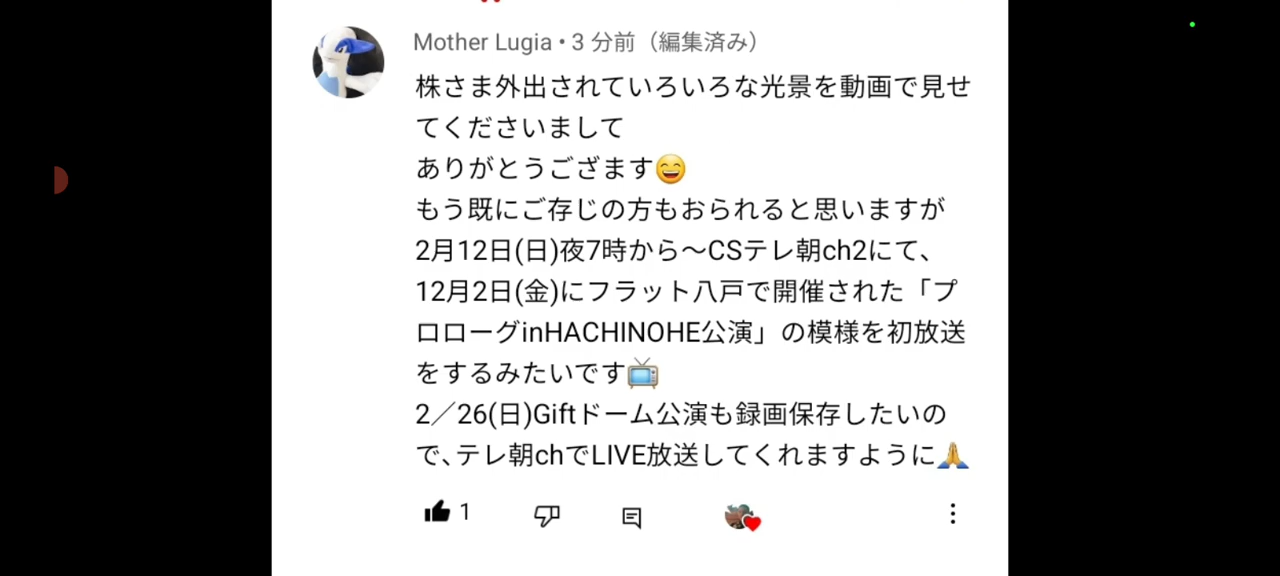 Mother Lugia • 3 分前（編集済み）
株さま外出されていろいろな光景を動画で見せ
てくださいまして
ありがとうござます😄
もう既にご存じの方もおられると思いますが
2月12日(日)夜7時から〜CSテレ朝ch2にて、
12月2日(金)にフラット八戸で開催された「プ
ロローグinHACHINOHE公演」の模様を初放送
をするみたいです📺
2／26(日)Giftドーム公演も録画保存したいの
で､テレ朝chでLIVE放送してくれますように🙏
1